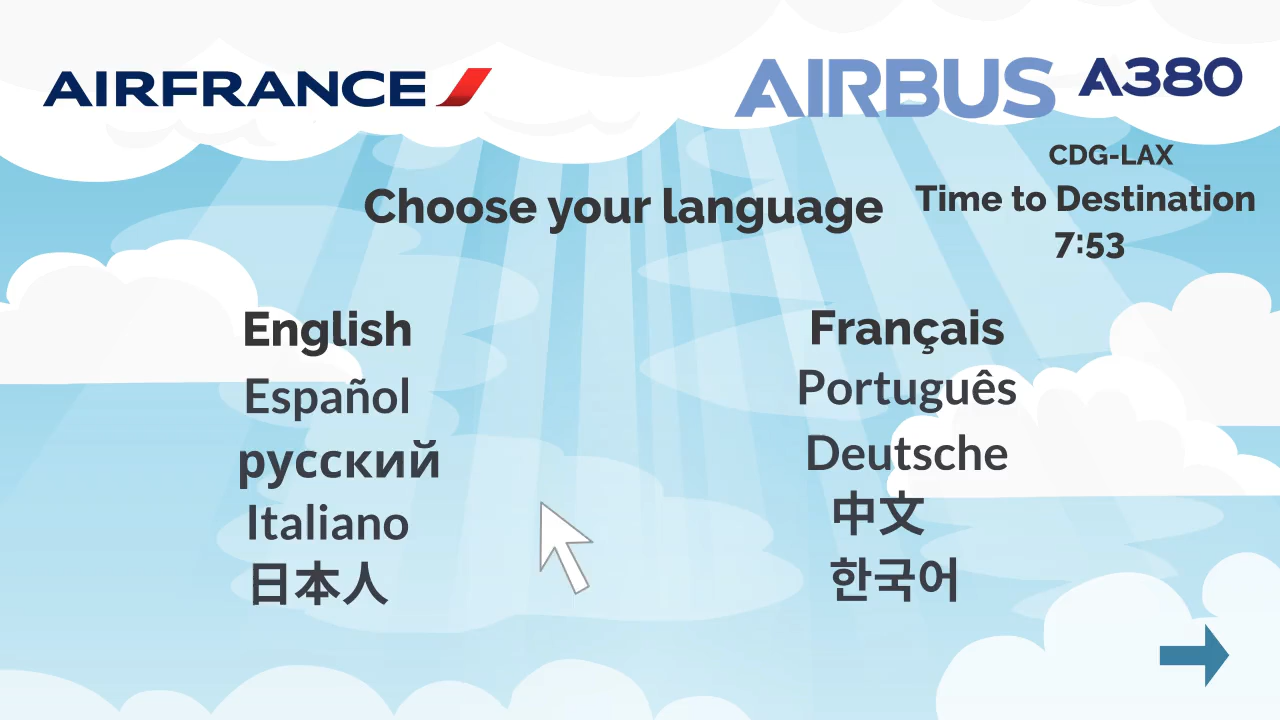 AIRFRANCE
AIRBUS A380
CDG-LAX
Choose your language
Time to Destination
7:53
English
Français
Español
Português
русский
Deutsche
Italiano
中文
日本人
한국어